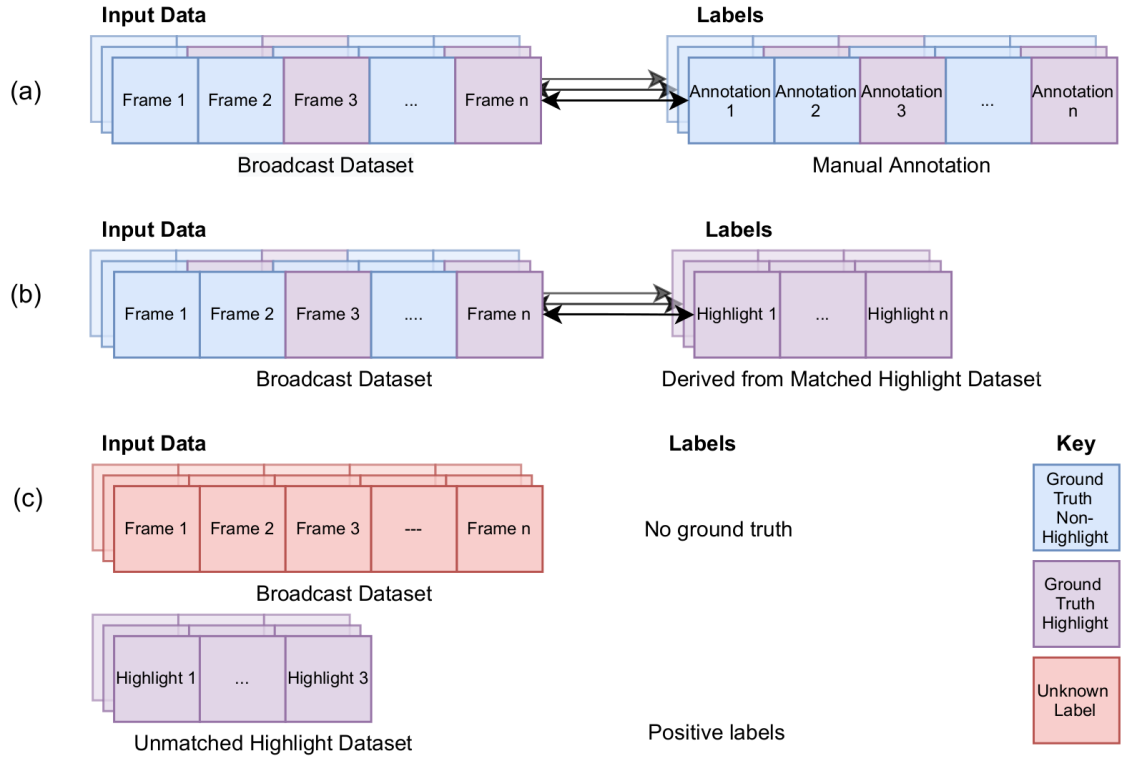 Input Data
Labels
(a)
Frame 1
Frame 2
Frame 3
...
Frame n
Annotation
1
Annotation
2
Annotation
3
...
Annotation
n
Broadcast Dataset
Manual Annotation
Input Data
Labels
(b)
Frame 1
Frame 2
Frame 3
....
Frame n
Highlight 1
...
Highlight n
Broadcast Dataset
Derived from Matched Highlight Dataset
Input Data
Labels
Key
(c)
Frame 1
Frame 2
Frame 3
---
Frame n
No ground truth
Broadcast Dataset
Highlight 1
...
Highlight 3
Positive labels
Unmatched Highlight Dataset
Ground
Truth
Non-
Highlight
Ground
Truth
Highlight
Unknown
Label